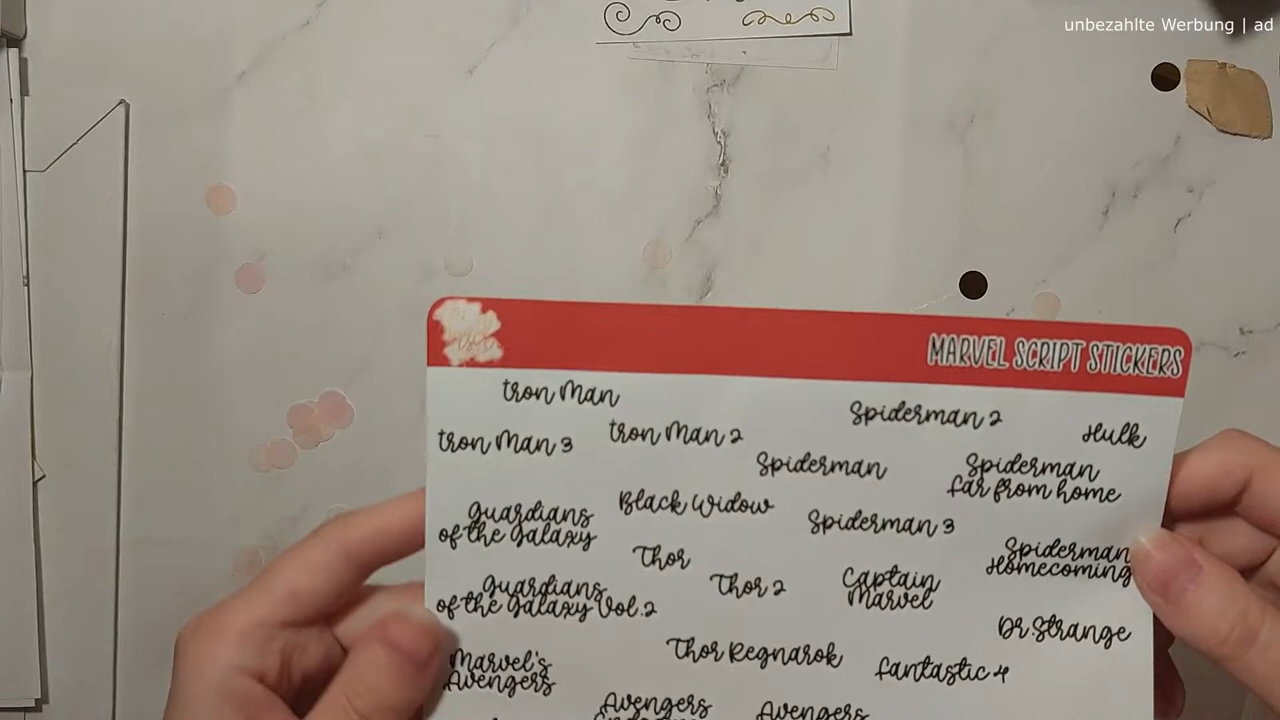 unbezahlte Werbung | ad
MARVEL SCRIPT STICKERS
Iron Man
Spiderman 2
Hulk
Iron Man 3
Iron Man 2
Spiderman
Spiderman
far from home
Guardians
of the Galaxy
Black Widow
Spiderman 3
Thor
Spiderman
Homecoming
Guardians
of the Galaxy Vol.2
Thor 2
Captain
Marvel
Dr.Strange
Marvel's
Avengers
Thor Regnarok
fantastic 4
Avengers
Avengers